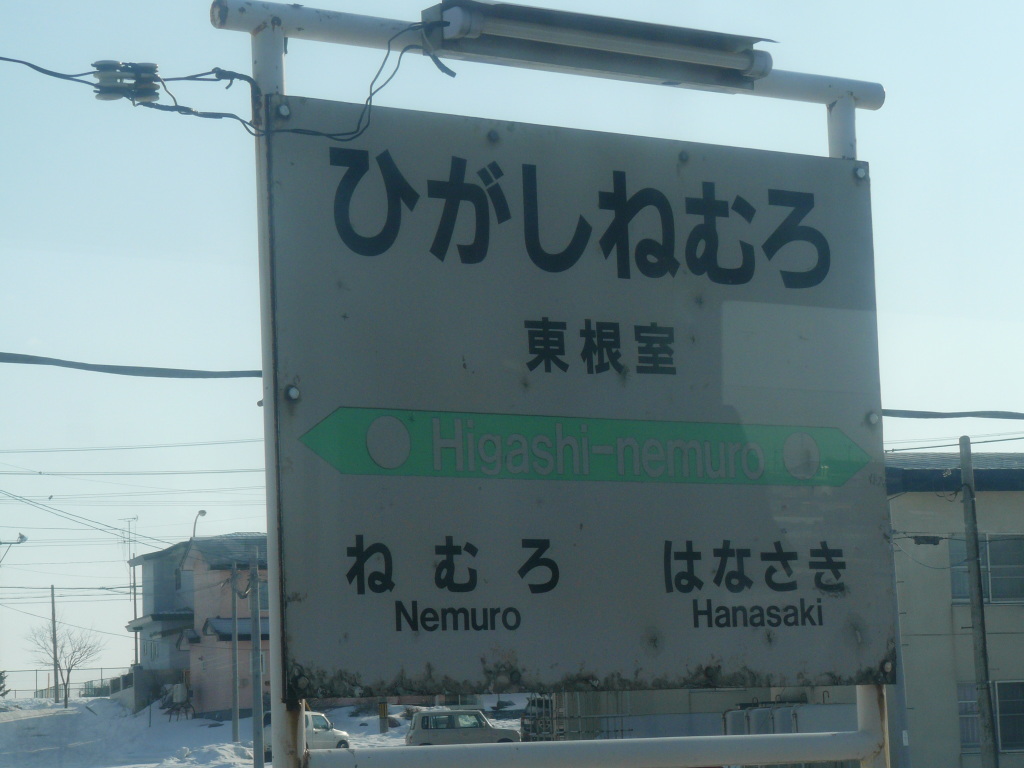 ひがしねむろ
東根室
Higashi-nemuro
ねむろ はなさき
Nemuro Hanasaki